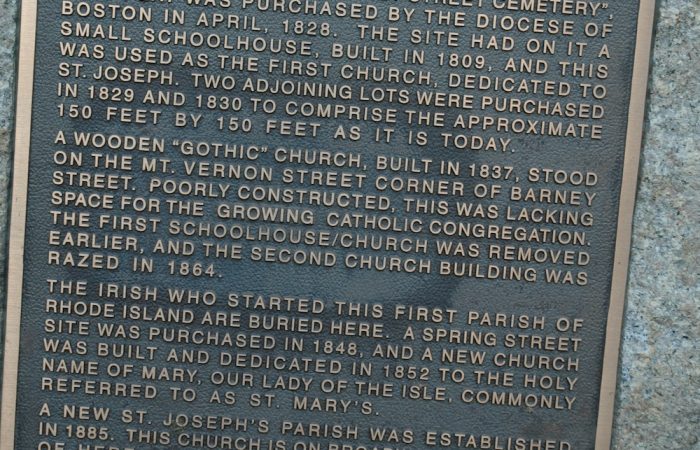 STREET CEMETERY",
WAS PURCHASED BY THE DIOCESE OF
BOSTON IN APRIL, 1828. THE SITE HAD ON IT A
SMALL SCHOOLHOUSE, BUILT IN 1809, AND THIS
WAS USED AS THE FIRST CHURCH, DEDICATED TO
ST. JOSEPH. TWO ADJOINING LOTS WERE PURCHASED
IN 1829 AND 1830 TO COMPRISE THE APPROXIMATE
150 FEET BY 150 FEET AS IT IS TODAY.
A WOODEN "GOTHIC" CHURCH, BUILT IN 1837, STOOD
ON THE MT. VERNON STREET CORNER OF BARNEY
STREET. POORLY CONSTRUCTED, THIS WAS LACKING
SPACE FOR THE GROWING CATHOLIC CONGREGATION.
THE FIRST SCHOOLHOUSE/CHURCH WAS REMOVED
EARLIER, AND THE SECOND CHURCH BUILDING WAS
RAZED IN 1864.
THE IRISH WHO STARTED THIS FIRST PARISH OF
RHODE ISLAND ARE BURIED HERE. A SPRING STREET
SITE WAS PURCHASED IN 1848, AND A NEW CHURCH
WAS BUILT AND DEDICATED IN 1852 TO THE HOLY
NAME OF MARY, OUR LADY OF THE ISLE, COMMONLY
REFERRED TO AS ST. MARY'S.
A NEW ST. JOSEPH'S PARISH WAS ESTABLISHED
IN 1885. THIS CHURCH IS ON